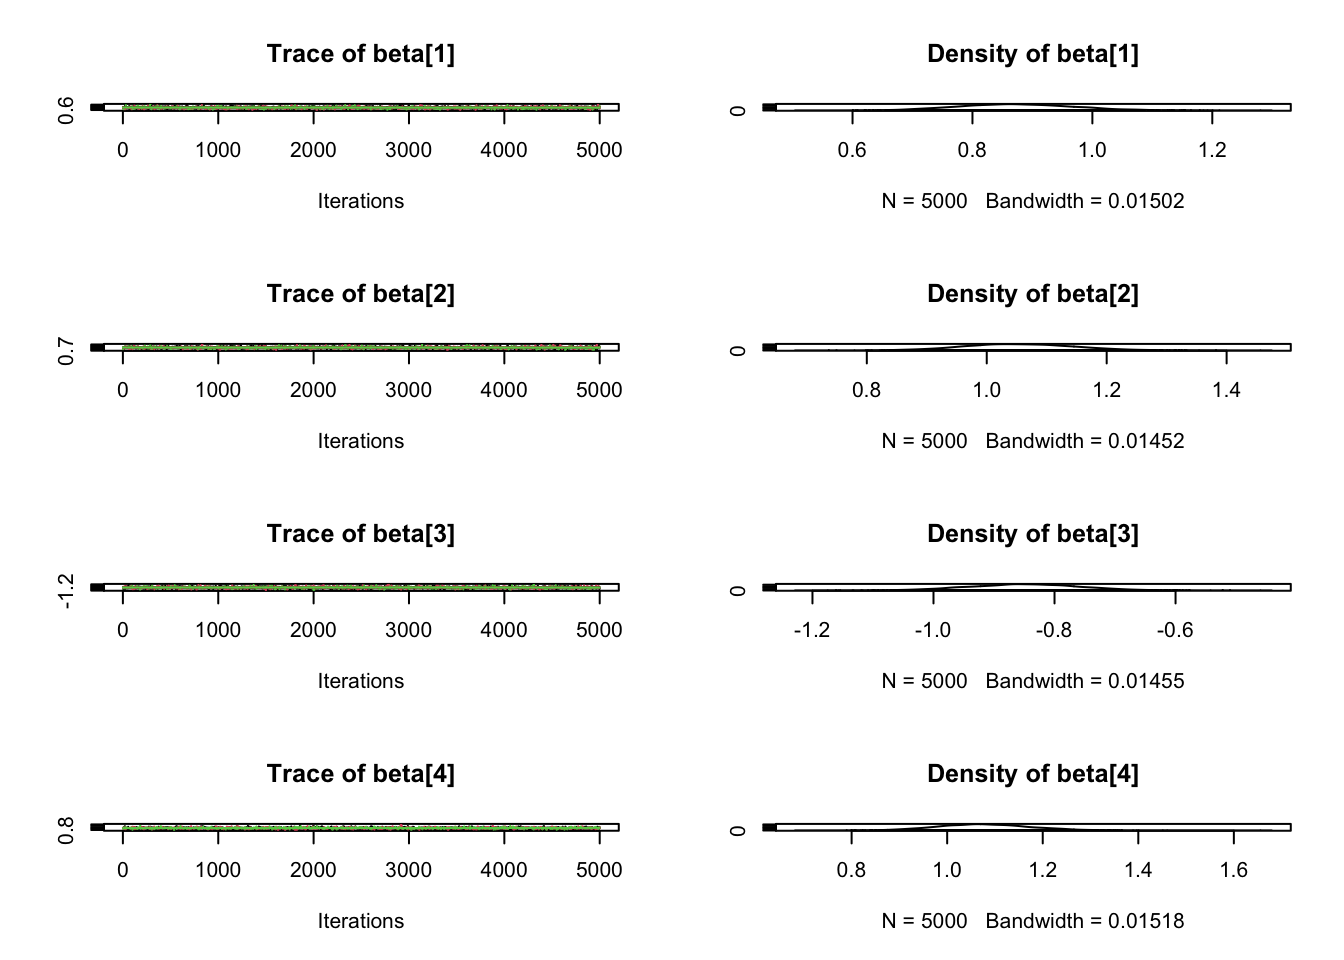 Trace of beta[1]
0.6
0 1000 2000 3000 4000 5000
Iterations
Density of beta[1]
0
0.6 0.8 1.0 1.2
N = 5000 Bandwidth = 0.01502
Trace of beta[2]
0.7
0 1000 2000 3000 4000 5000
Iterations
Density of beta[2]
0
0.8 1.0 1.2 1.4
N = 5000 Bandwidth = 0.01452
Trace of beta[3]
-1.2
0 1000 2000 3000 4000 5000
Iterations
Density of beta[3]
0
-1.2 -1.0 -0.8 -0.6
N = 5000 Bandwidth = 0.01455
Trace of beta[4]
0.8
0 1000 2000 3000 4000 5000
Iterations
Density of beta[4]
0
0.8 1.0 1.2 1.4 1.6
N = 5000 Bandwidth = 0.01518